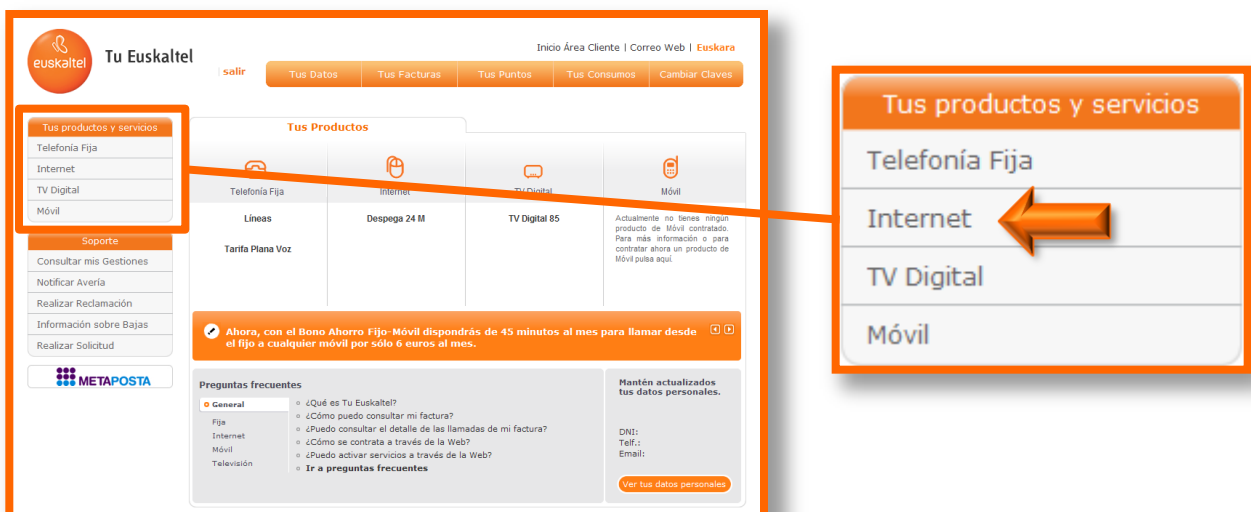 euskaltel
Tu Euskaltel
Inicio Área Cliente | Correo Web | Euskara
| salir
Tus Datos
Tus Facturas
Tus Puntos
Tus Consumos
Cambiar Claves
Tus productos y servicios
Telefonía Fija
Internet
TV Digital
Móvil
Soporte
Consultar mis Gestiones
Notificar Avería
Realizar Reclamación
Información sobre Bajas
Realizar Solicitud
METAPOSTA
Tus Productos
Telefonía Fija
Internet
TV Digital
Móvil
Líneas
Tarifa Plana Voz
Despega 24 M
TV Digital 85
Actualmente no tienes ningún
producto de Móvil contratado.
Para más información o para
contratar ahora un producto de
Móvil pulsa aquí.
Ahora, con el Bono Ahorro Fijo-Móvil dispondrás de 45 minutos al mes para llamar desde
el fijo a cualquier móvil por sólo 6 euros al mes.
Preguntas frecuentes
General
Fija
Internet
Móvil
Televisión
¿Qué es Tu Euskaltel?
¿Cómo puedo consultar mi factura?
¿Puedo consultar el detalle de las llamadas de mi factura?
¿Cómo se contrata a través de la Web?
¿Puedo activar servicios a través de la Web?
Ir a preguntas frecuentes
Mantén actualizados
tus datos personales.
DNI:
Telf.:
Email:
Ver tus datos personales
Tus productos y servicios
Telefonía Fija
Internet
TV Digital
Móvil